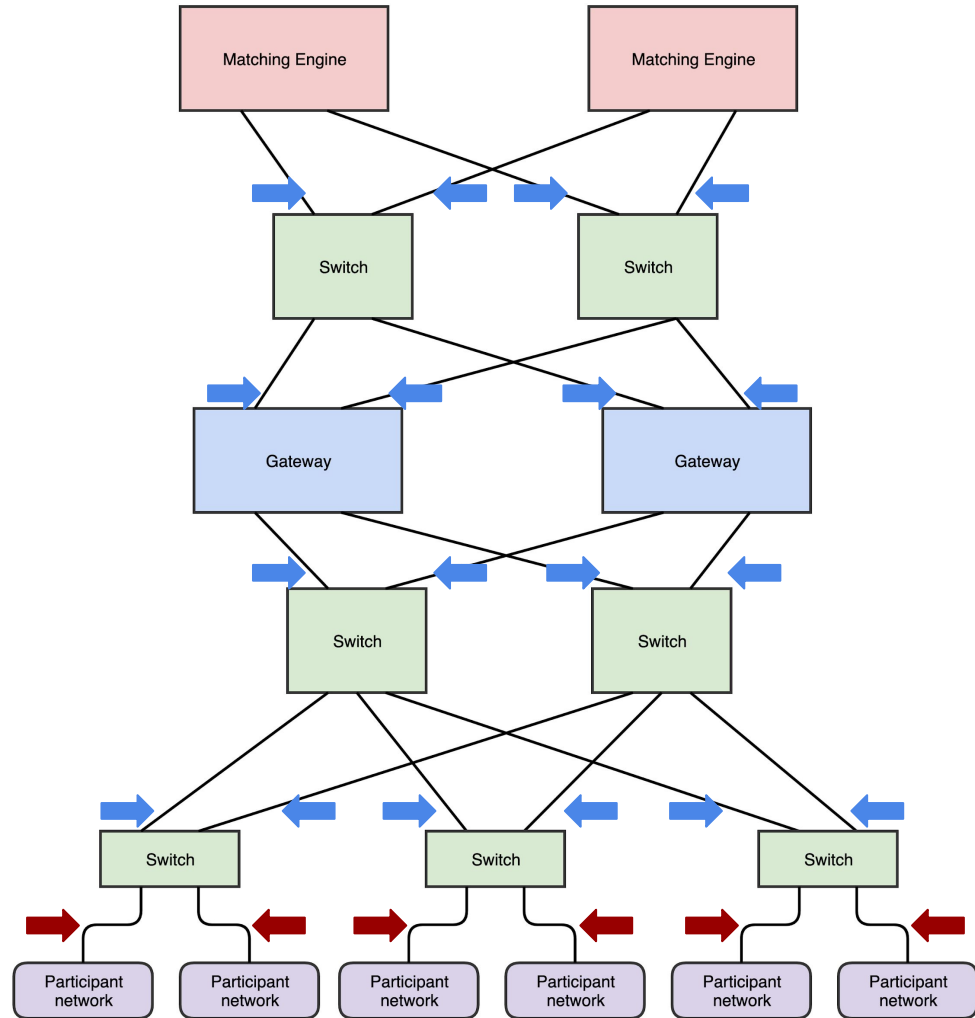 Matching Engine
Matching Engine
Switch
Switch
Gateway
Gateway
Switch
Switch
Switch
Switch
Switch
Participant
network
Participant
network
Participant
network
Participant
network
Participant
network
Participant
network